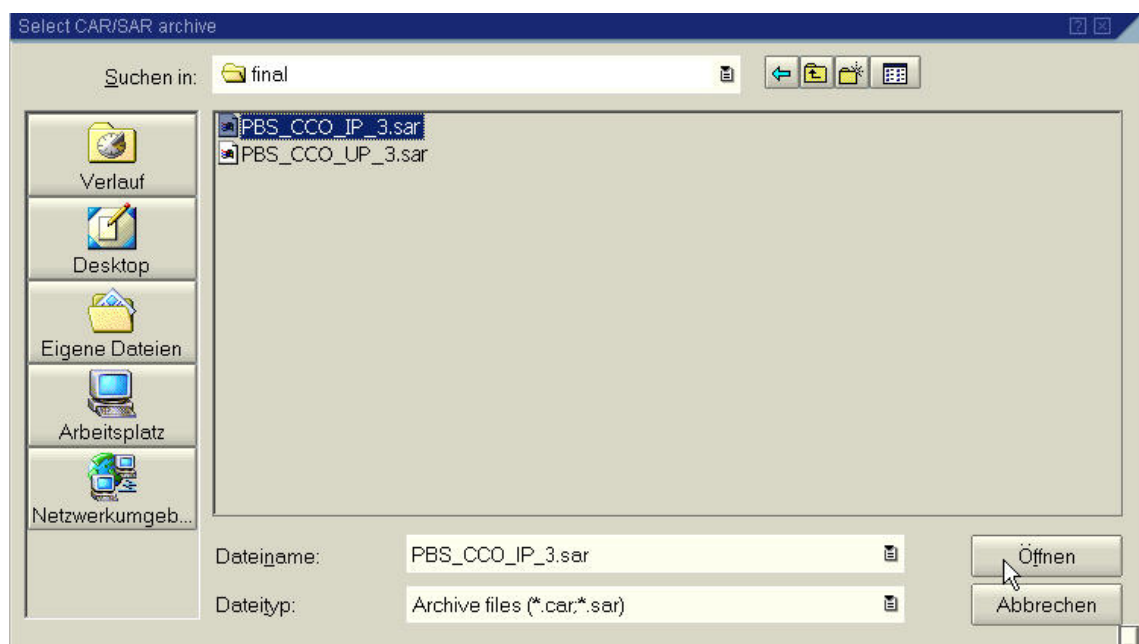 Select CAR/SAR archive
Suchen in: final
PBS_CCO_IP_3.sar
PBS_CCO_UP_3.sar
Verlauf
Desktop
Eigene Dateien
Arbeitsplatz
Netzwerkumgeb...
Dateiname: PBS_CCO_IP_3.sar Öffnen
Dateityp: Archive files (*.car;*.sar) Abbrechen